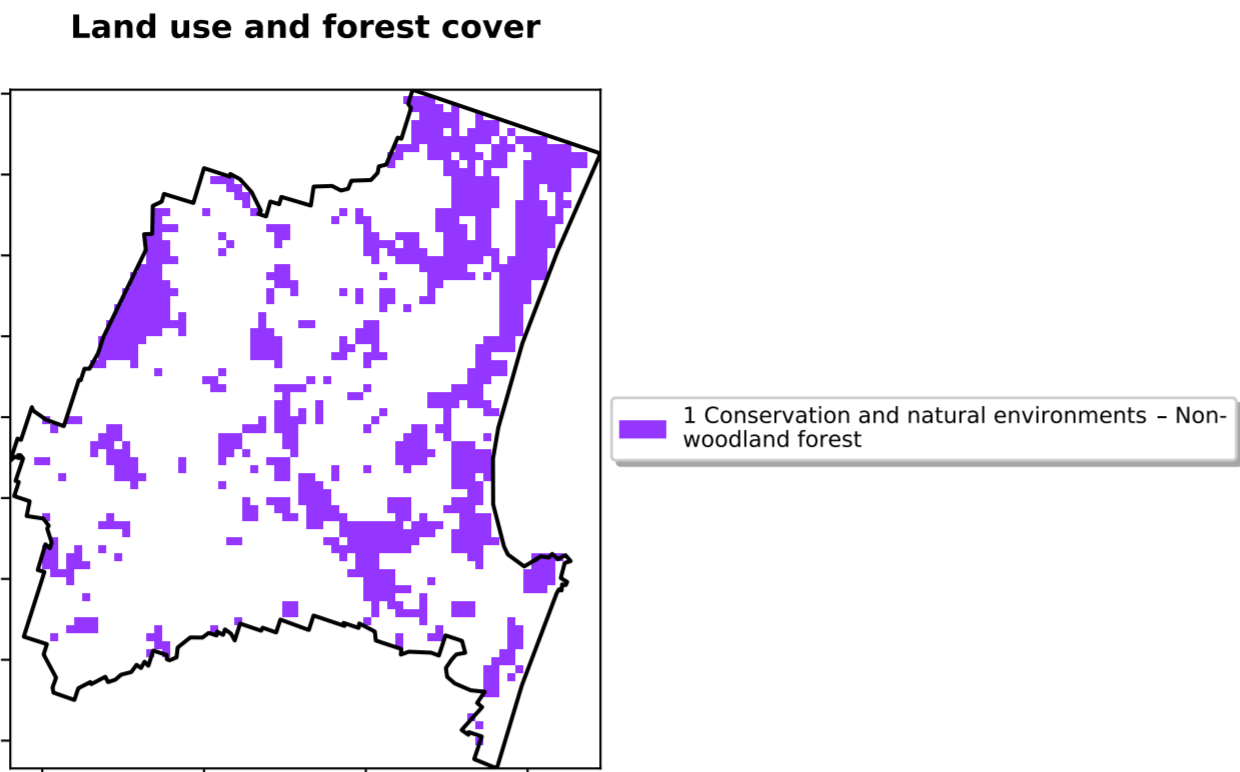 Land use and forest cover
1 Conservation and natural environments – Non-
woodland forest